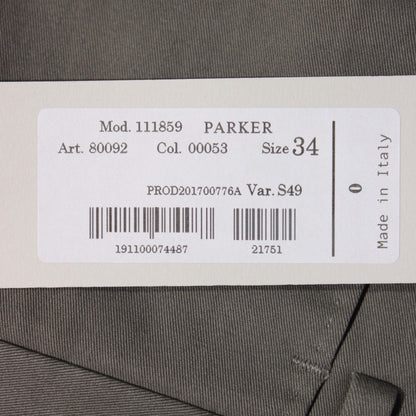 Mod. 111859 PARKER
Art. 80092 Col. 00053 Size 34
PROD201700776A Var. S49
191100074487 21751
0
Made in Italy